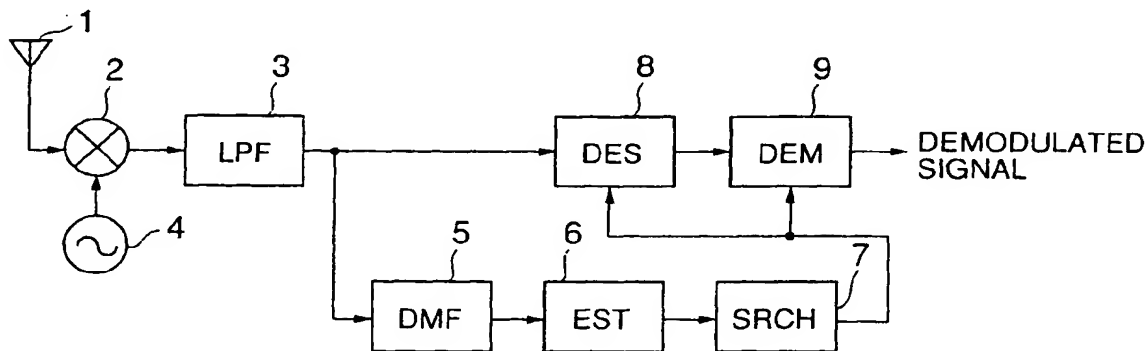 1
2
3
LPF
4
8
DES
9
DEM
DEMODULATED
SIGNAL
5
DMF
6
EST
7
SRCH